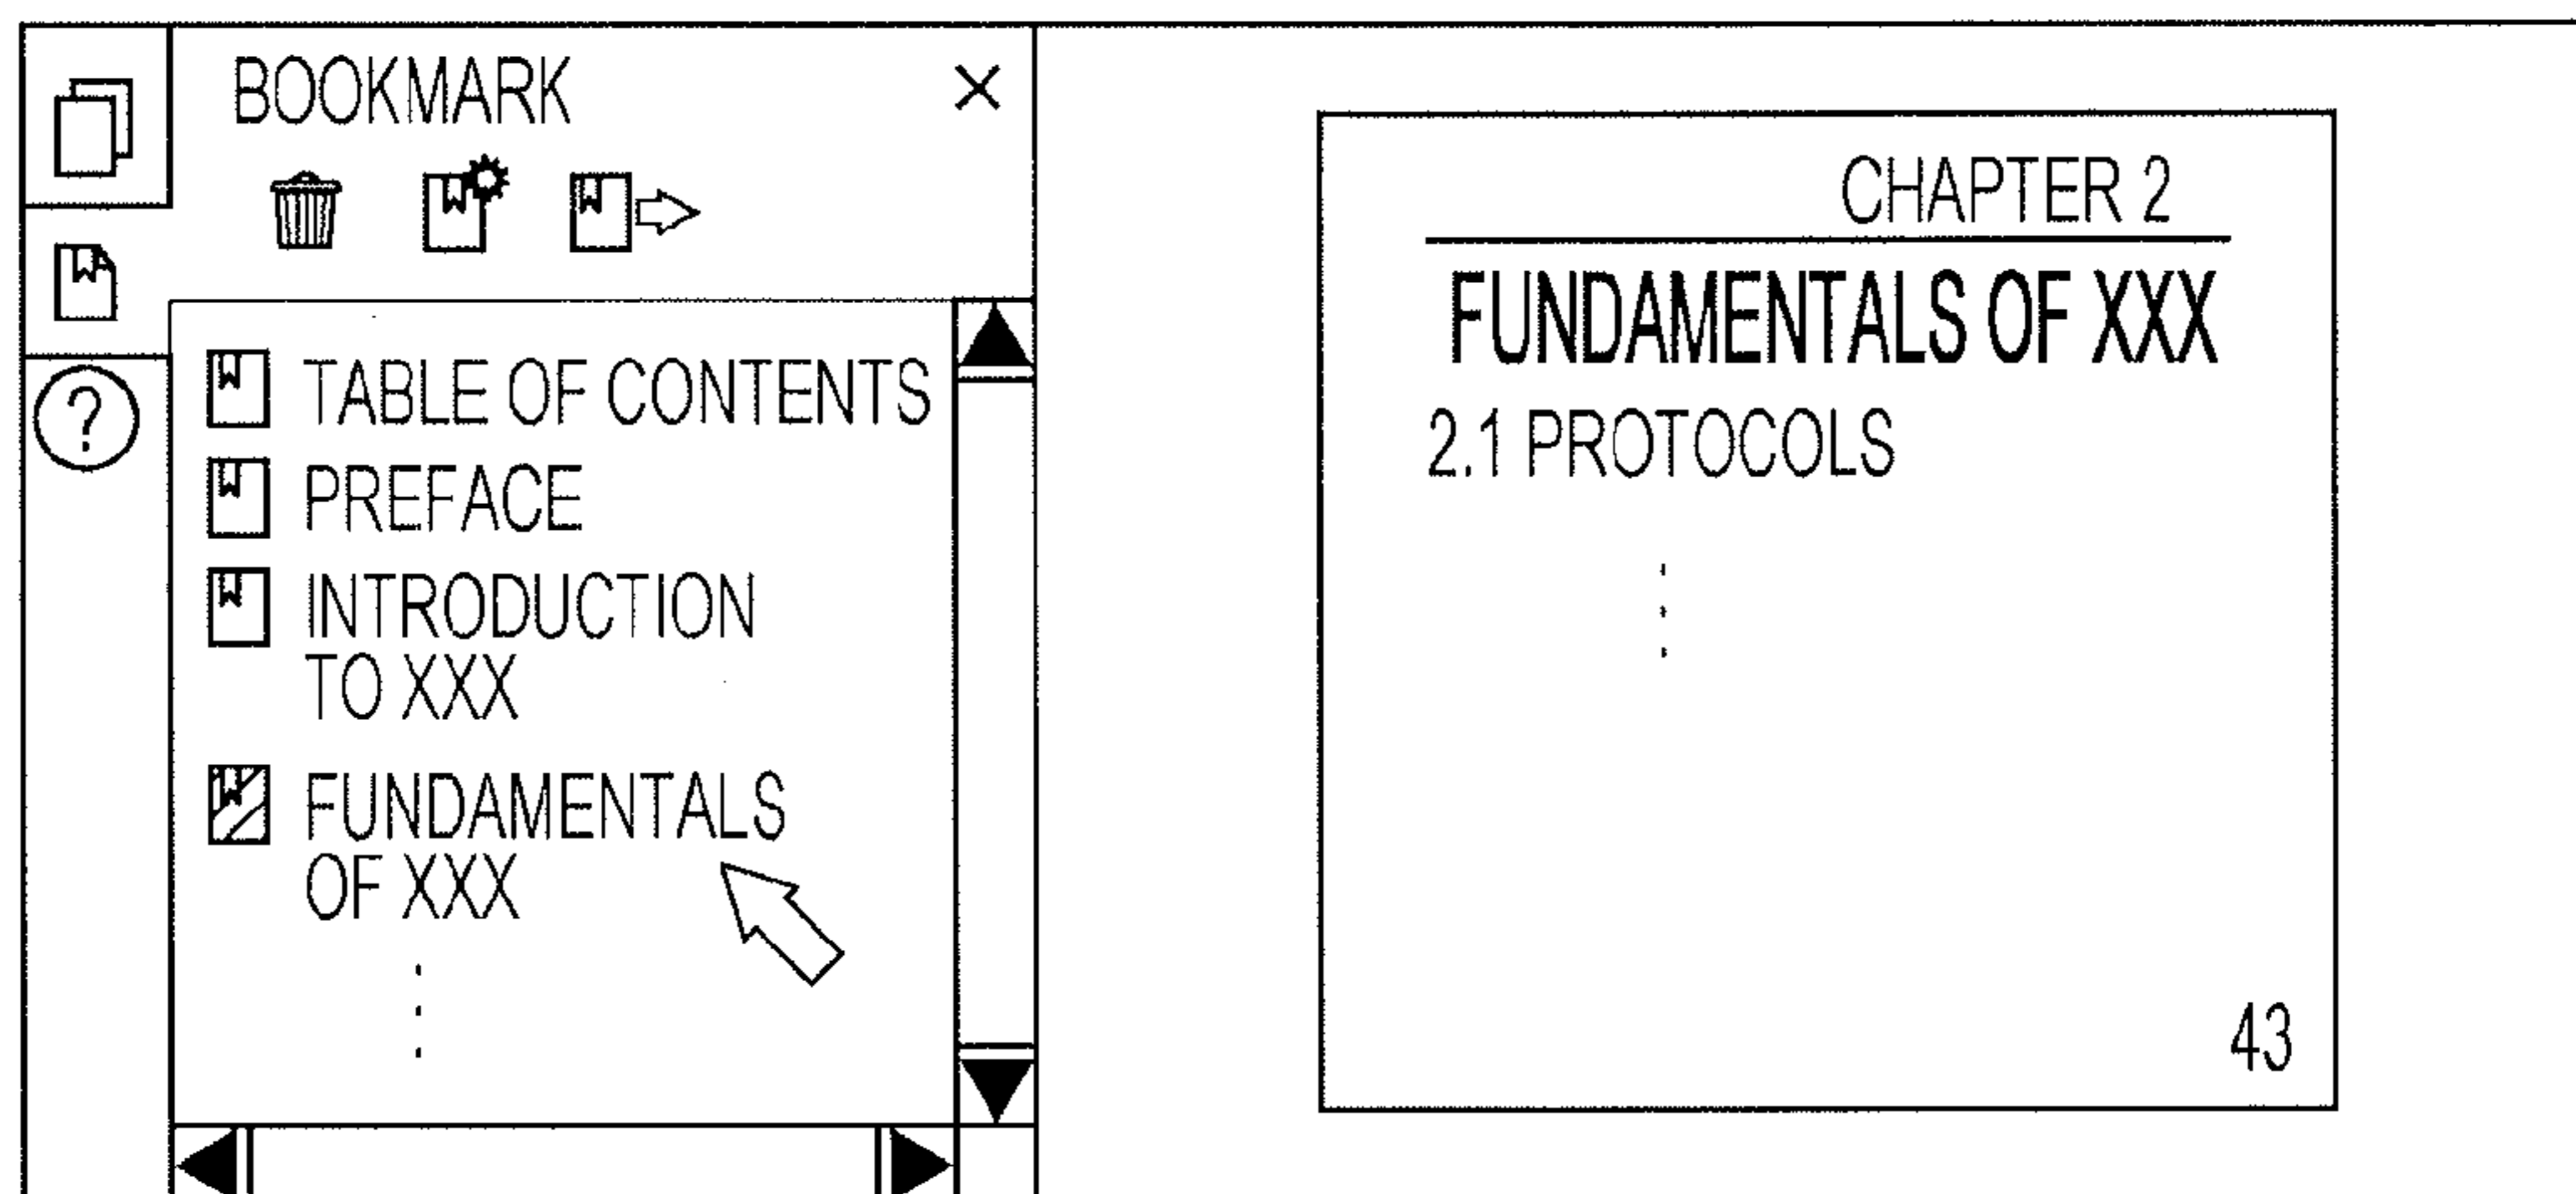 BOOKMARK
?
TABLE OF CONTENTS
PREFACE
INTRODUCTION
TO XXX
FUNDAMENTALS
OF XXX
CHAPTER 2
FUNDAMENTALS OF XXX
2.1 PROTOCOLS
43